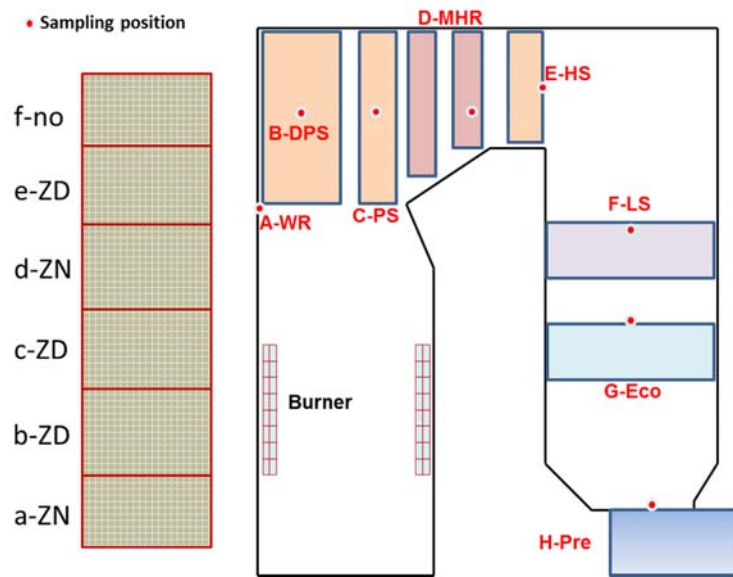 Sampling position
f-no
e-ZD
d-ZN
c-ZD
b-ZD
a-ZN
D-MHR
E-HS
B-DPS
A-WR
C-PS
F-LS
Burner
G-Eco
H-Pre